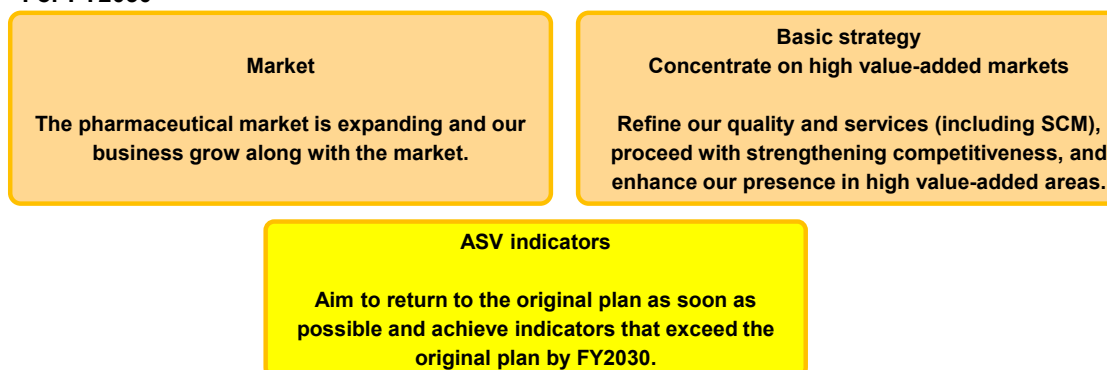 For FY2030
Market
The pharmaceutical market is expanding and our
business grow along with the market.
Basic strategy
Concentrate on high value-added markets
Refine our quality and services (including SCM),
proceed with strengthening competitiveness, and
enhance our presence in high value-added areas.
ASV indicators
Aim to return to the original plan as soon as
possible and achieve indicators that exceed the
original plan by FY2030.